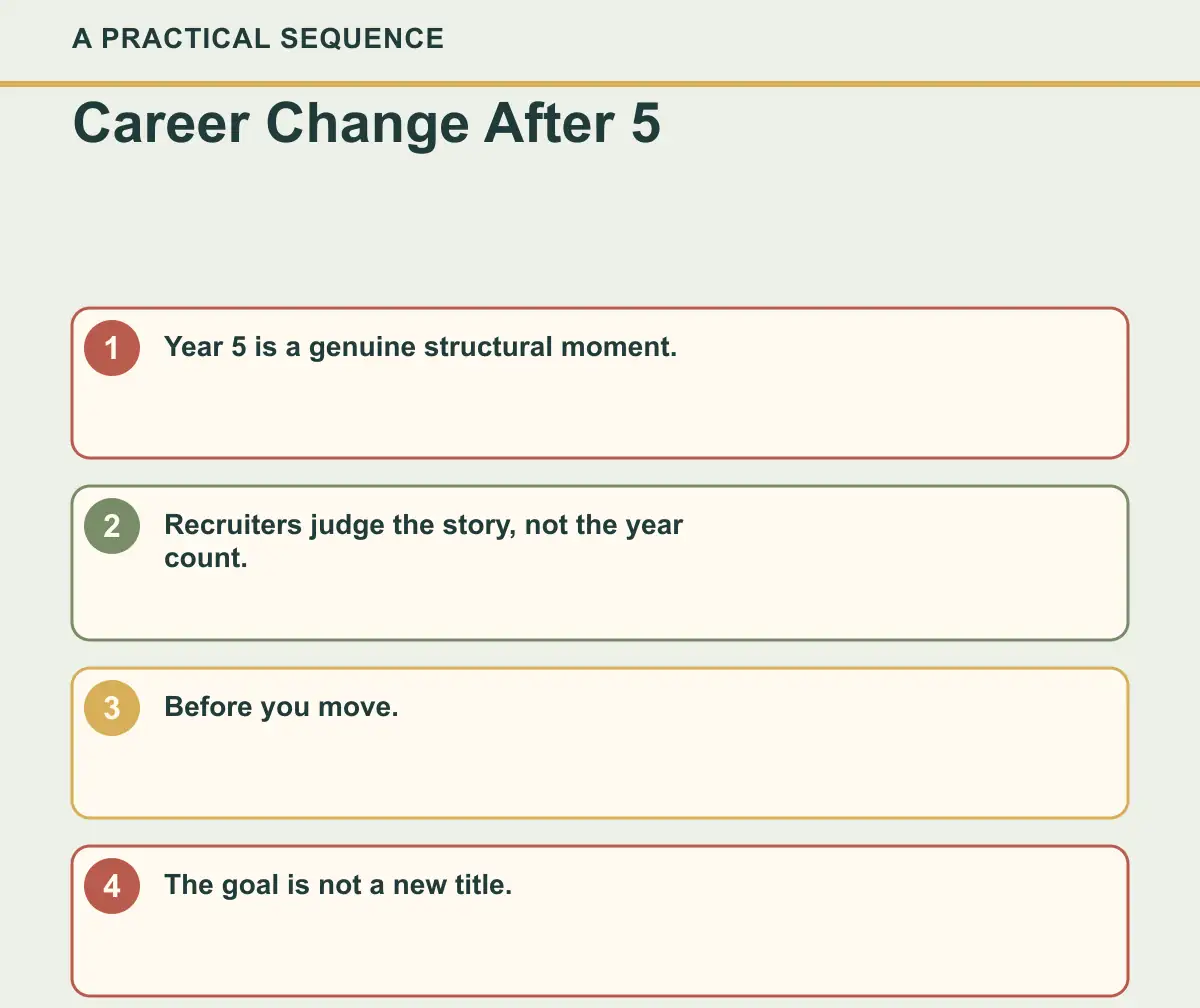 A PRACTICAL SEQUENCE
Career Change After 5
1
Year 5 is a genuine structural moment.
2
Recruiters judge the story, not the year
count.
3
Before you move.
4
The goal is not a new title.